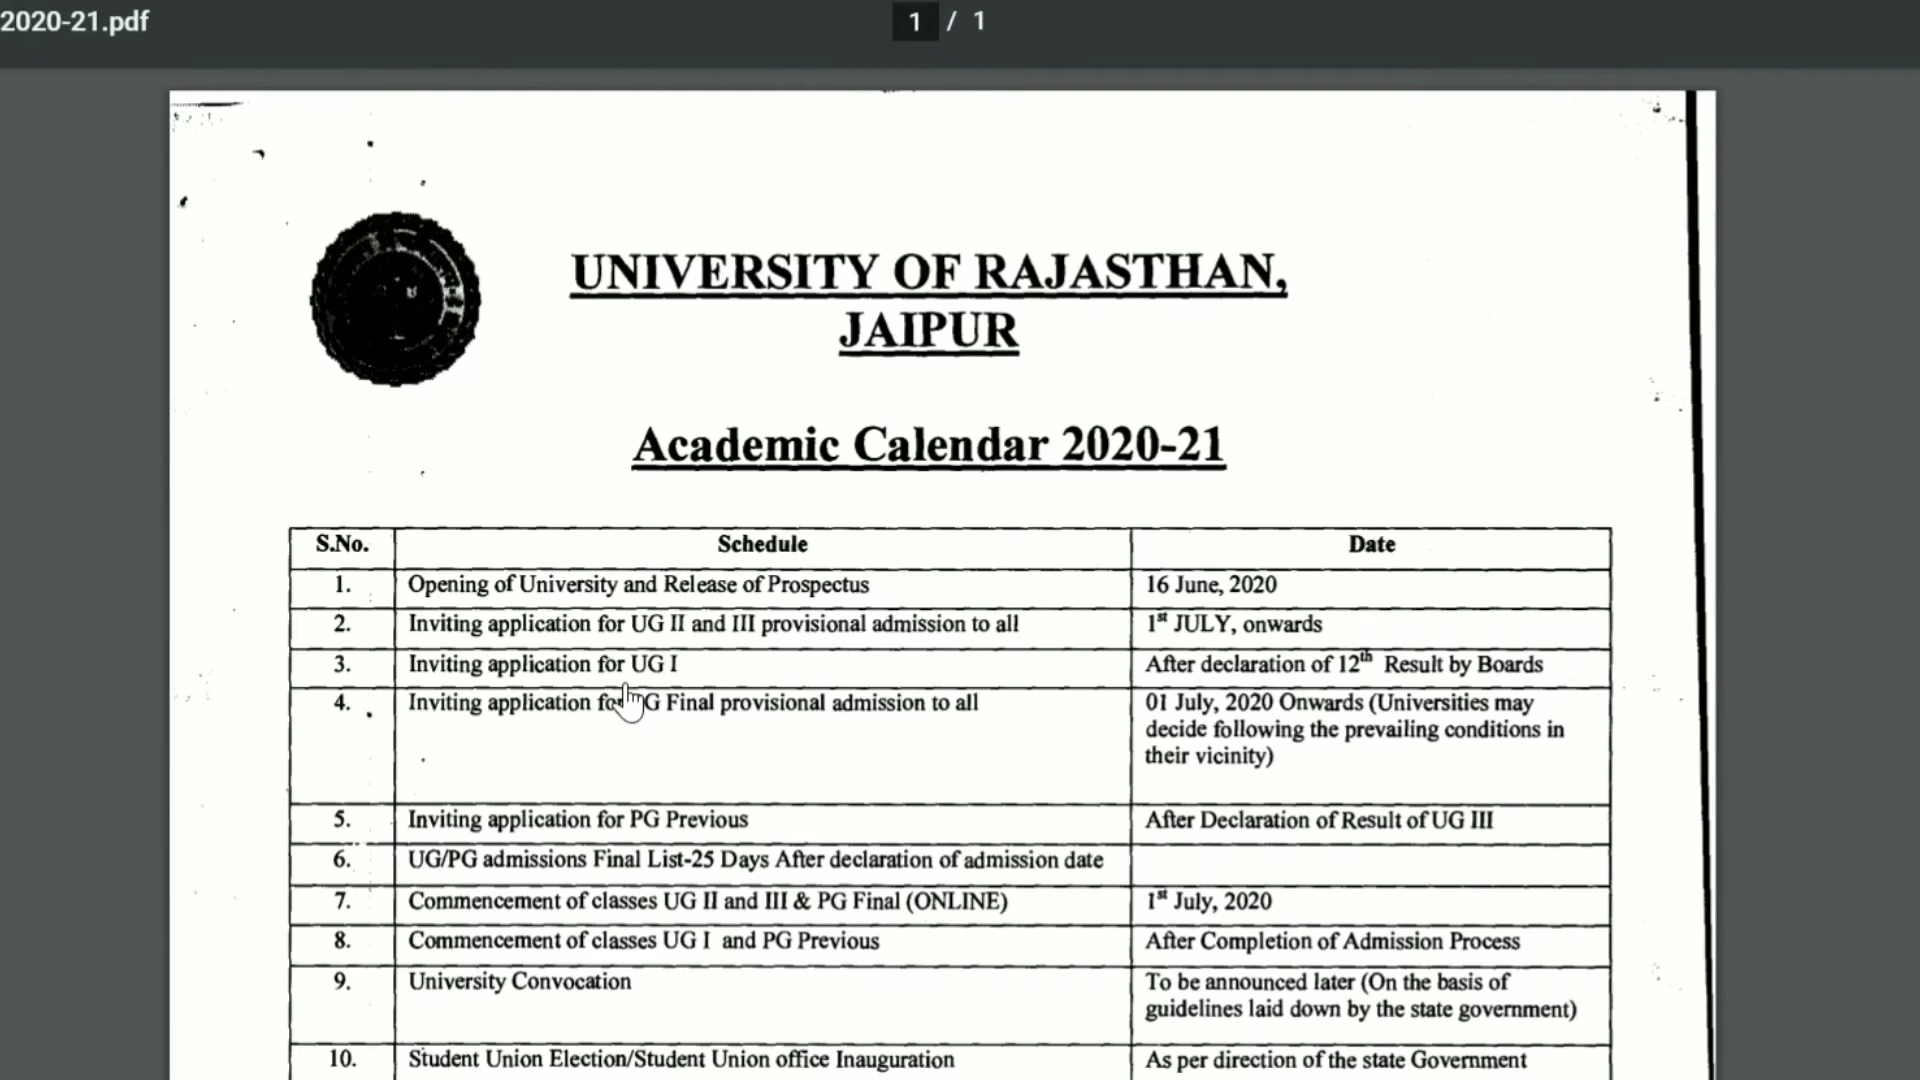 2020-21.pdf
1 / 1
UNIVERSITY OF RAJASTHAN,
JAIPUR
Academic Calendar 2020-21
S.No. Schedule Date
1. Opening of University and Release of Prospectus 16 June, 2020
2. Inviting application for UG II and III provisional admission to all 1st JULY, onwards
3. Inviting application for UG I After declaration of 12th Result by Boards
4. Inviting application for G Final provisional admission to all 01 July, 2020 Onwards (Universities may
decide following the prevailing conditions in
their vicinity)
5. Inviting application for PG Previous After Declaration of Result of UG III
6. UG/PG admissions Final List-25 Days After declaration of admission date
7. Commencement of classes UG II and III & PG Final (ONLINE) 1st July, 2020
8. Commencement of classes UG I and PG Previous After Completion of Admission Process
9. University Convocation To be announced later (On the basis of
guidelines laid down by the state government)
10. Student Union Election/Student Union office Inauguration As per direction of the state Government